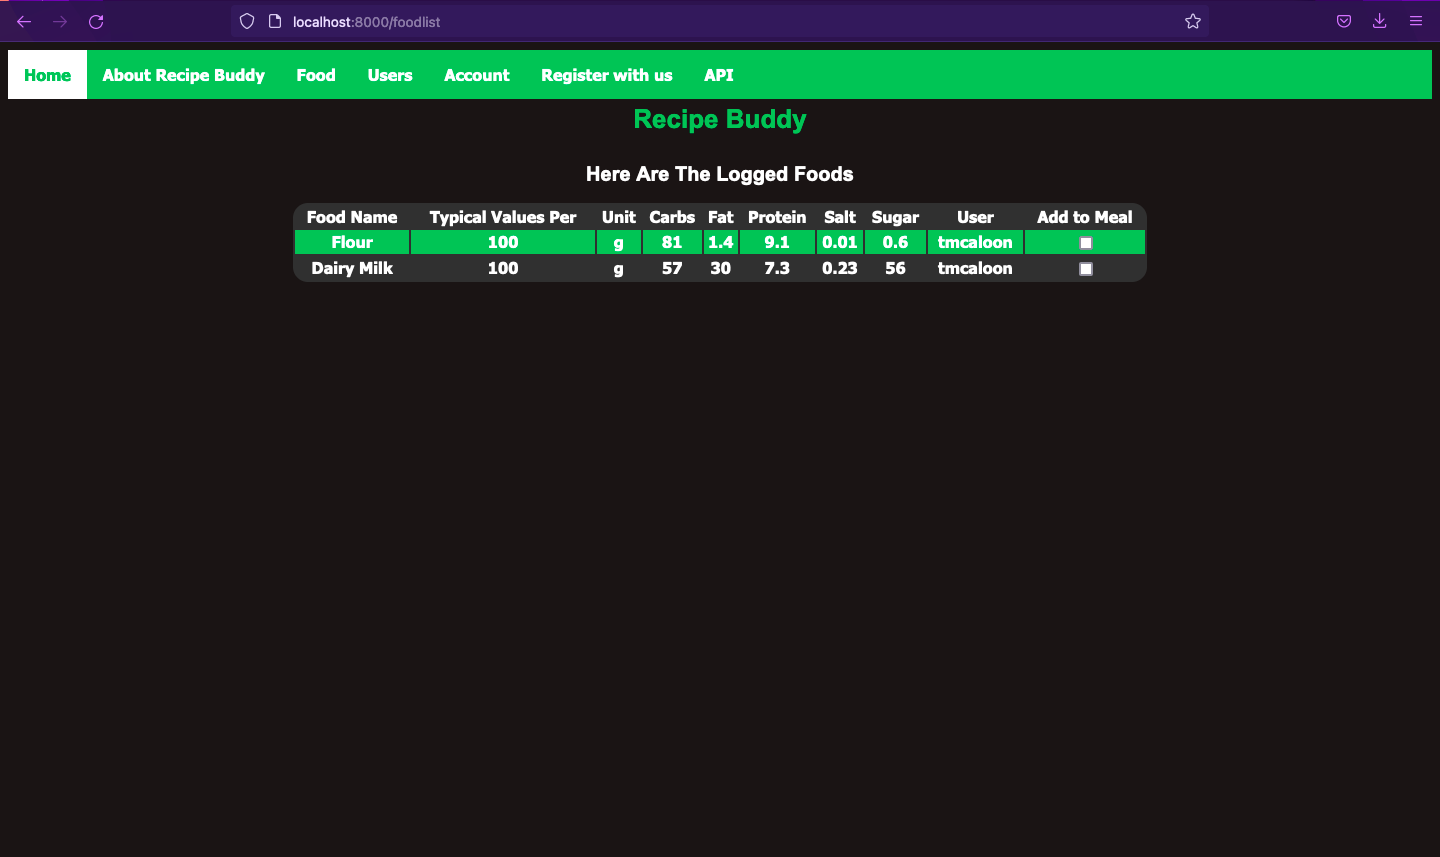 localhost:8000/foodlist
Home About Recipe Buddy Food Users Account Register with us API
Recipe Buddy
Here Are The Logged Foods
Food Name Typical Values Per Unit Carbs Fat Protein Salt Sugar User Add to Meal
Flour 100 g 81 1.4 9.1 0.01 0.6 tmcaloon
Dairy Milk 100 g 57 30 7.3 0.23 56 tmcaloon